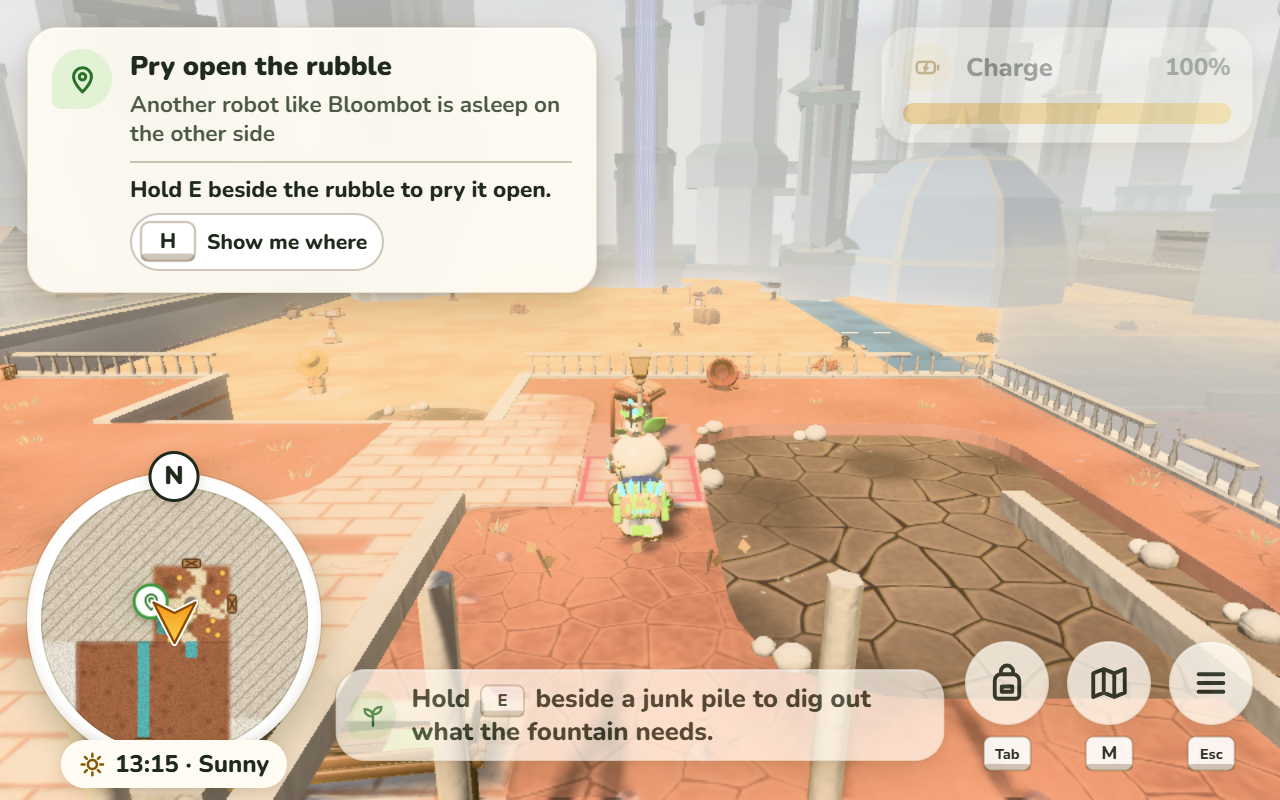 Pry open the rubble
Another robot like Bloombot is asleep on
the other side
Hold E beside the rubble to pry it open.
H Show me where
Charge 100%
N
13:15 · Sunny
Hold E beside a junk pile to dig out
what the fountain needs.
Tab M Esc